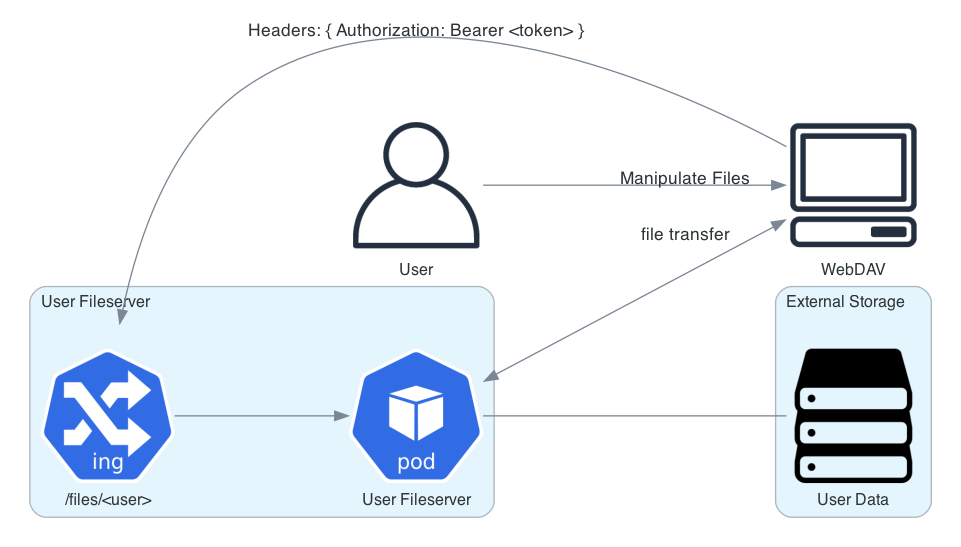 Headers: { Authorization: Bearer <token> }
Manipulate Files
file transfer
User
WebDAV
User Fileserver
External Storage
ing
pod
/files/<user>
User Fileserver
User Data